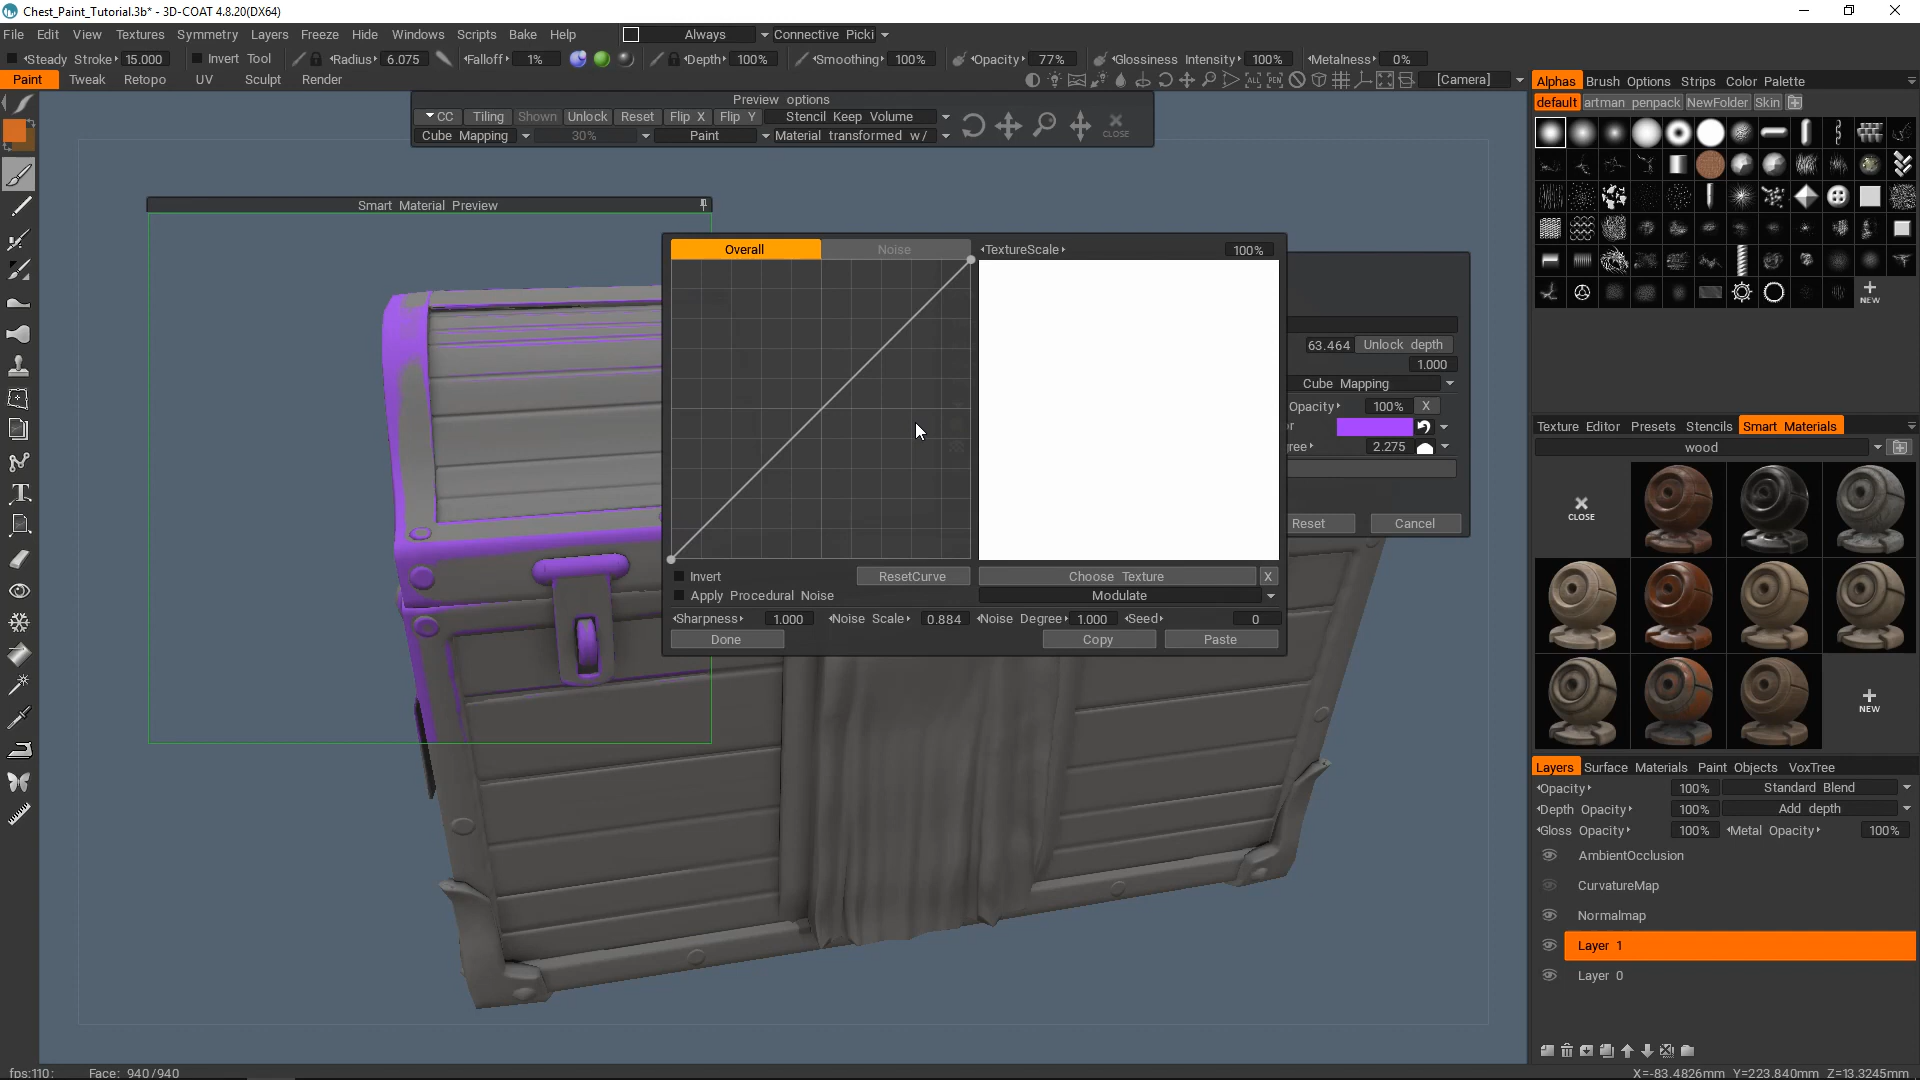 Chest_Paint_Tutorial.3b* - 3D-COAT 4.8.20(DX64)
File Edit View Textures Symmetry Layers Freeze Hide Windows Scripts Bake Help Always Connective Picki
Steady Stroke 15.000 Invert Tool Radius 6.075 Falloff 1% Depth 100% Smoothing 100% Opacity 77% Glossiness Intensity 100% Metalness 0%
Paint Tweak Retopo UV Sculpt Render [Camera]
Preview options
CC Tiling Shown Unlock Reset Flip X Flip Y Stencil Keep Volume
Cube Mapping 30% Paint Material transformed w/ CLOSE
Smart Material Preview
Overall Noise TextureScale 100%
63.464 Unlock depth
1.000
Cube Mapping
Opacity 100% X
r
ree 2.275
Reset Cancel
Invert ResetCurve Choose Texture X
Apply Procedural Noise Modulate
Sharpness 1.000 Noise Scale 0.884 Noise Degree 1.000 Seed 0
Done Copy Paste
Alphas Brush Options Strips Color Palette
default artman penpack NewFolder Skin
ALL PEN
NEW
Texture Editor Presets Stencils Smart Materials
wood
CLOSE
NEW
Layers Surface Materials Paint Objects VoxTree
Opacity 100% Standard Blend
Depth Opacity 100% Add depth
Gloss Opacity 100% Metal Opacity 100%
AmbientOcclusion
CurvatureMap
Normalmap
Layer 1
Layer 0
fps:110; Face: 940/940 X=-83.4826mm Y=223.840mm Z=13.3245mm